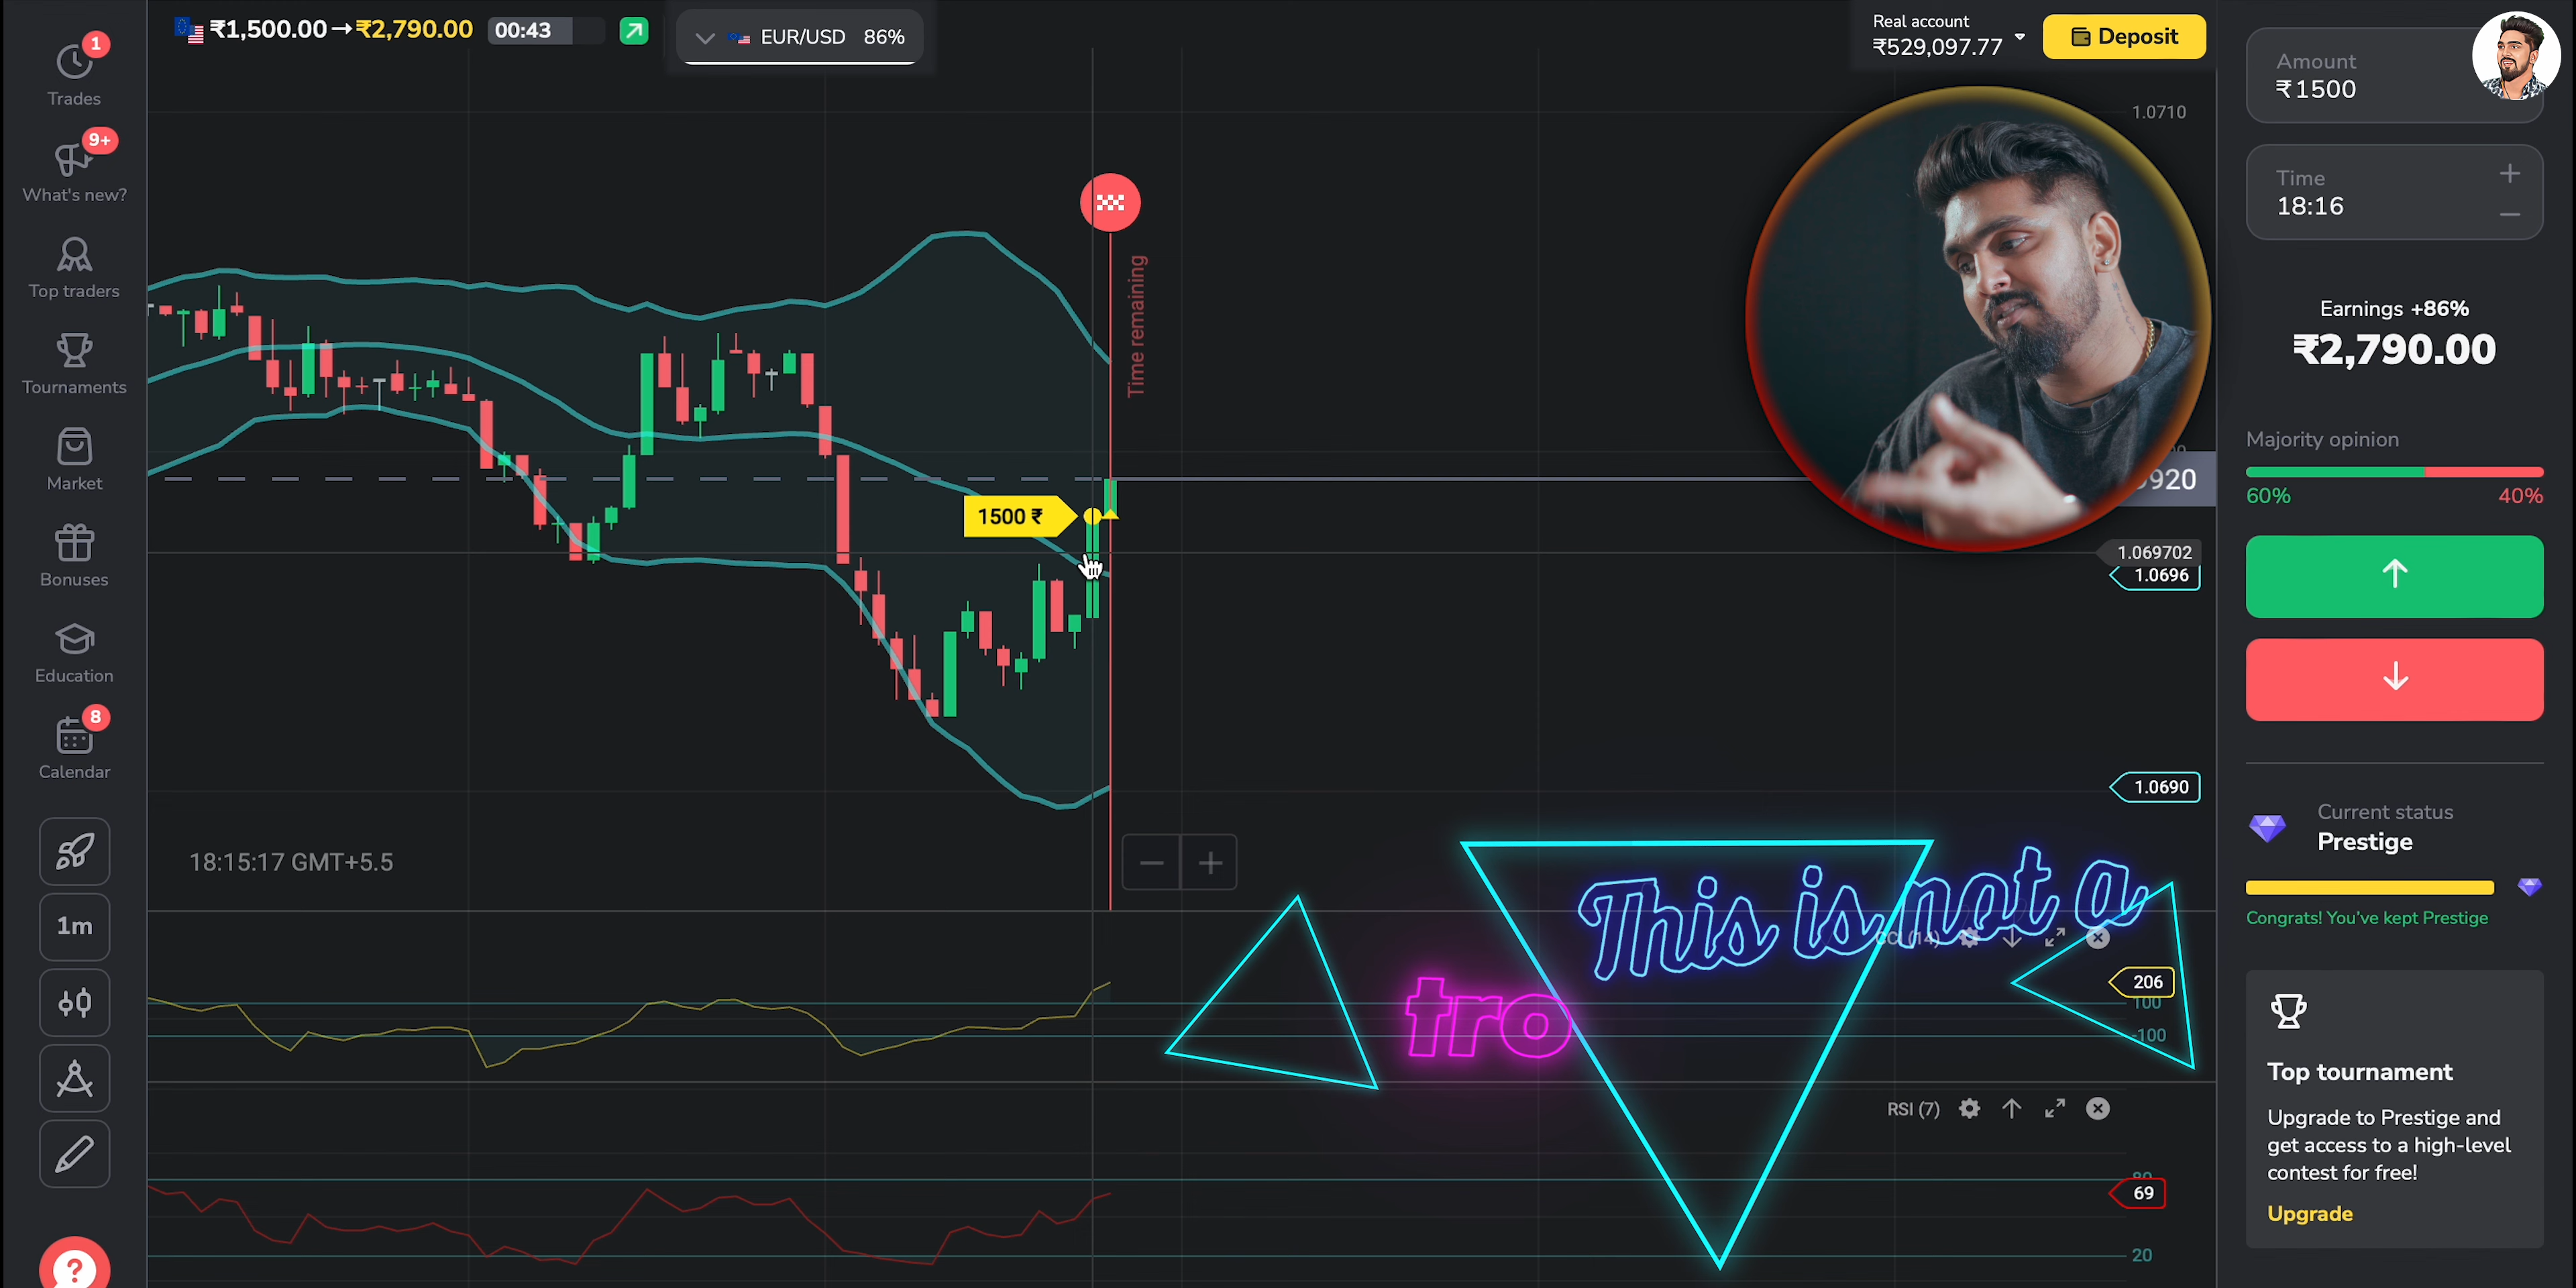 ₹1,500.00→₹2,790.00 00:43
EUR/USD 86%
Real account
₹529,097.77
Deposit
1
Trades
9+
What's new?
Top traders
Tournaments
Market
Bonuses
Education
8
Calendar
1m
?
Time remaining
1500 ₹
18:15:17 GMT+5.5
1.0710
920
1.069702
1.0696
1.0690
This is not a
tro
206
100
-100
RSI (7)
80
69
20
Amount
₹1500
Time
18:16
Earnings +86%
₹2,790.00
Majority opinion
60% 40%
Current status
Prestige
Congrats! You've kept Prestige
Top tournament
Upgrade to Prestige and
get access to a high-level
contest for free!
Upgrade